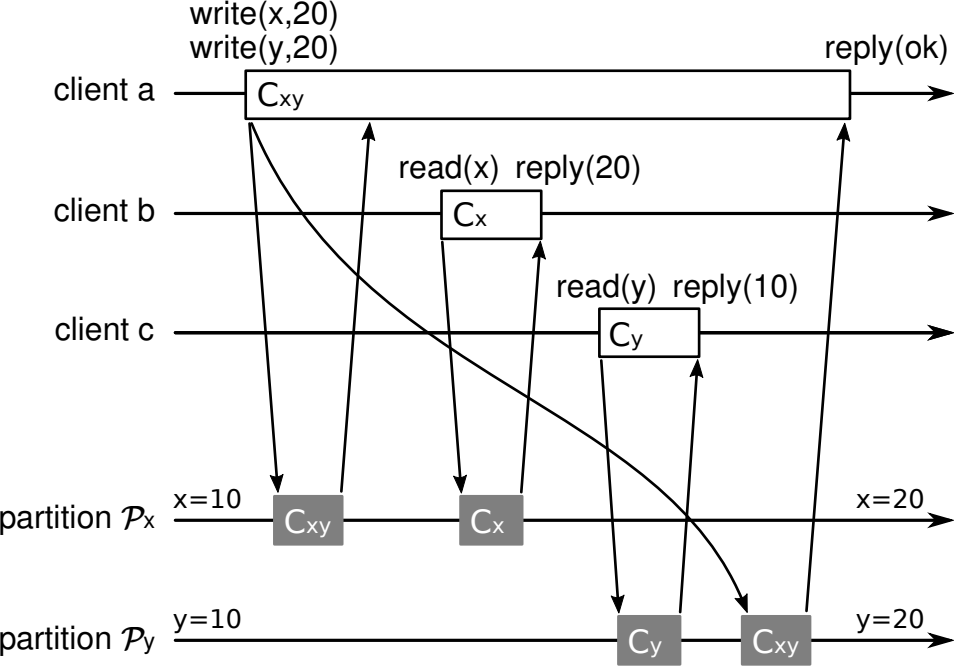 write(x,20)
write(y,20)
reply(ok)
client a
Cxy
read(x) reply(20)
client b
Cx
read(y) reply(10)
client c
Cy
partition 𝒫x
x=10
Cxy
Cx
x=20
partition 𝒫y
y=10
Cy
Cxy
y=20